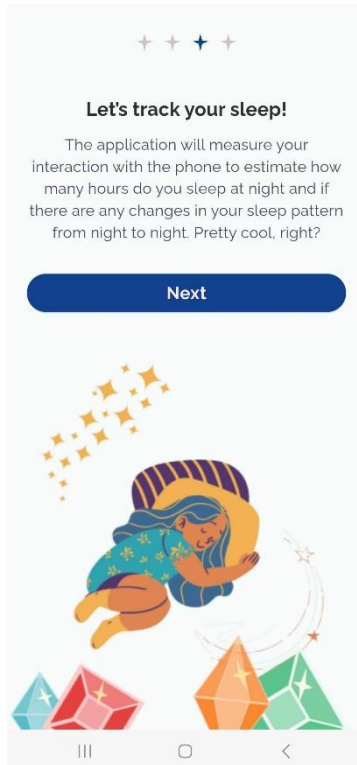 Let's track your sleep!
The application will measure your
interaction with the phone to estimate how
many hours do you sleep at night and if
there are any changes in your sleep pattern
from night to night. Pretty cool, right?
Next